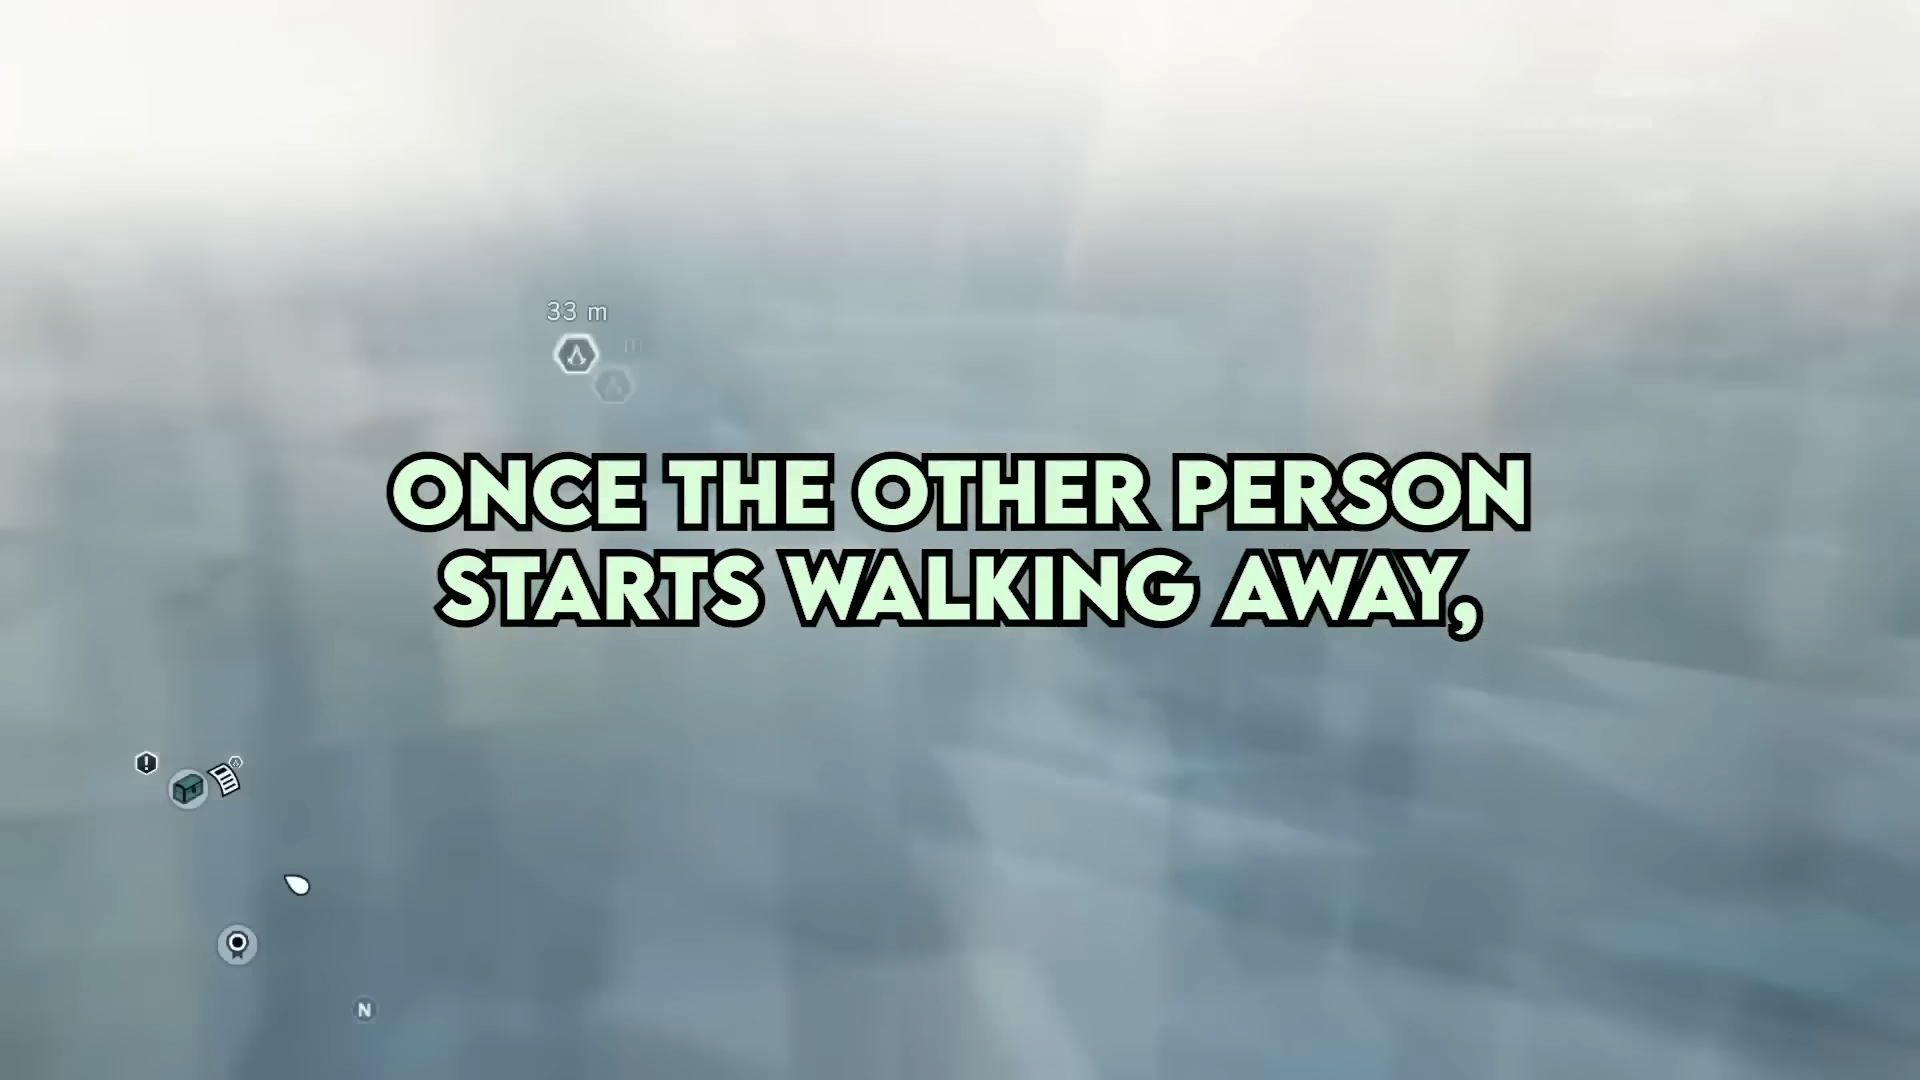 33 m
m
ONCE THE OTHER PERSON
STARTS WALKING AWAY,
!
N